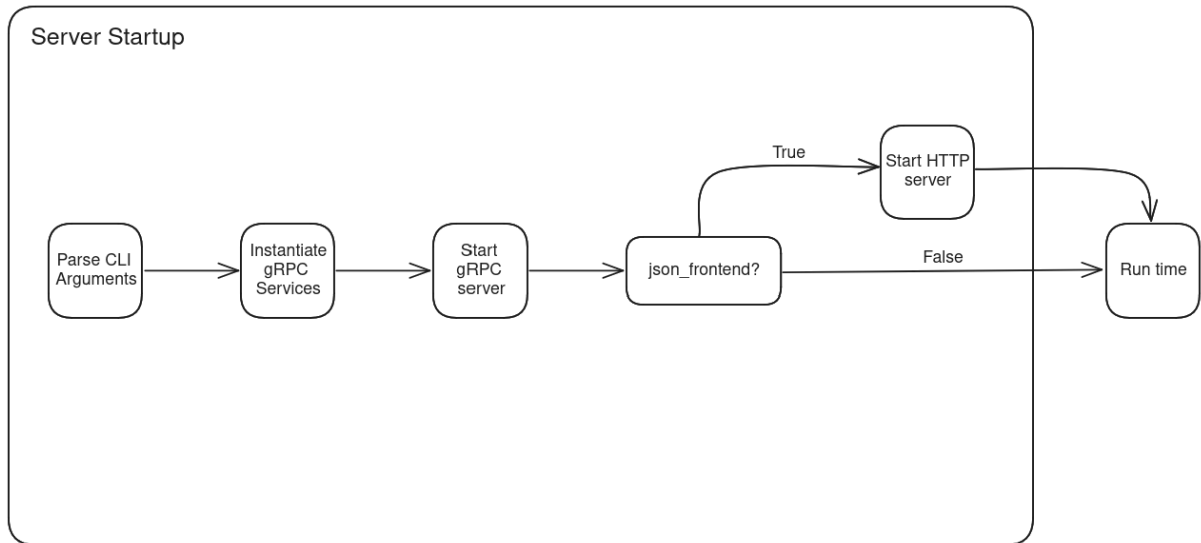 Server Startup
True
Start HTTP
server
Parse CLI
Arguments
Instantiate
gRPC
Services
Start
gRPC
server
json_frontend?
False
Run time